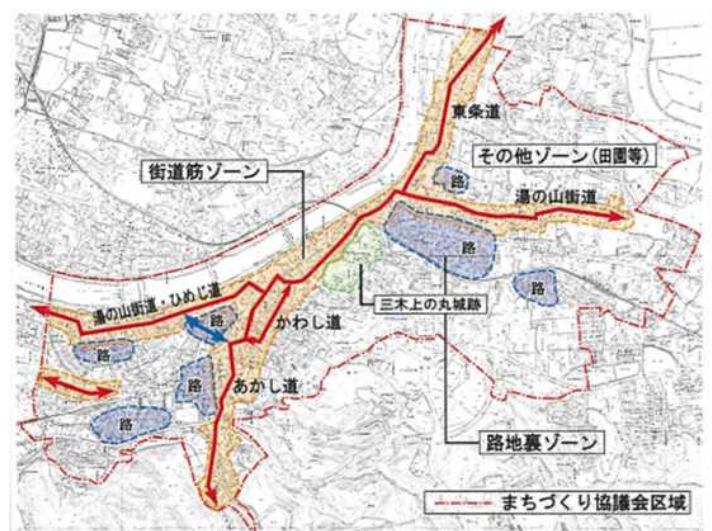 東条道
その他ゾーン(田園等)
街道筋ゾーン
路
湯の山街道
路
路
三木上の丸城跡
湯の山街道・ひめじ道
路
かわし道
路
路
あかし道
路
路地裏ゾーン
まちづくり協議会区域